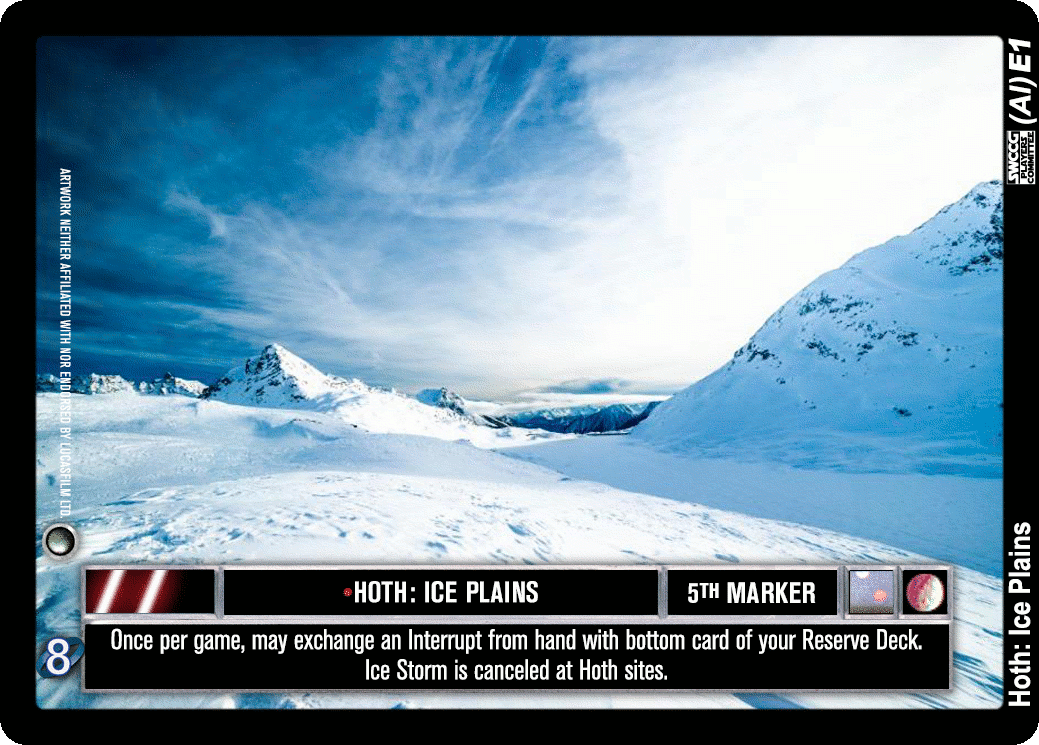 (AI) E1
SWCCG
PLAYERS
COMMITTEE
ARTWORK NEITHER AFFILIATED WITH NOR ENDORSED BY LUCASFILM LTD.
•HOTH: ICE PLAINS
5TH MARKER
8
Once per game, may exchange an Interrupt from hand with bottom card of your Reserve Deck.
Ice Storm is canceled at Hoth sites.
Hoth: Ice Plains